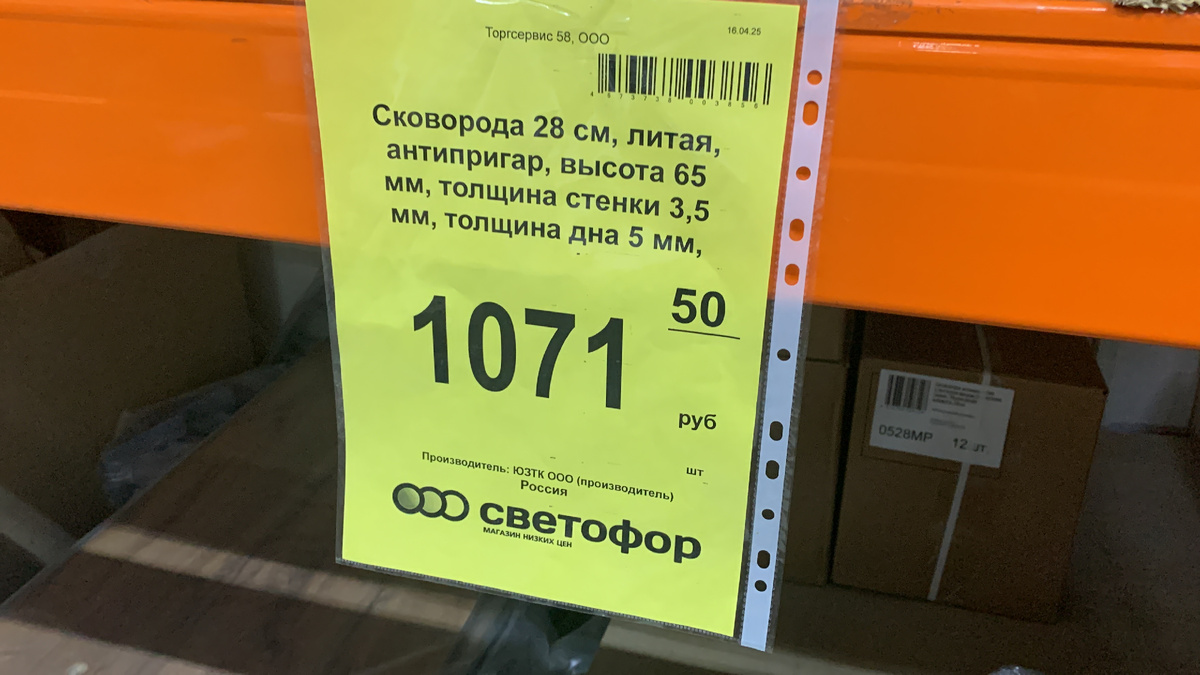 Торгсервис 58, ООО
16.04.25
Сковорода 28 см, литая,
антипригар, высота 65
мм, толщина стенки 3,5
мм, толщина дна 5 мм,
1071
50
руб
шт
Производитель: ЮЗТК ООО (производитель)
Россия
светофор
МАГАЗИН НИЗКИХ ЦЕН
0528MP
12 шт.